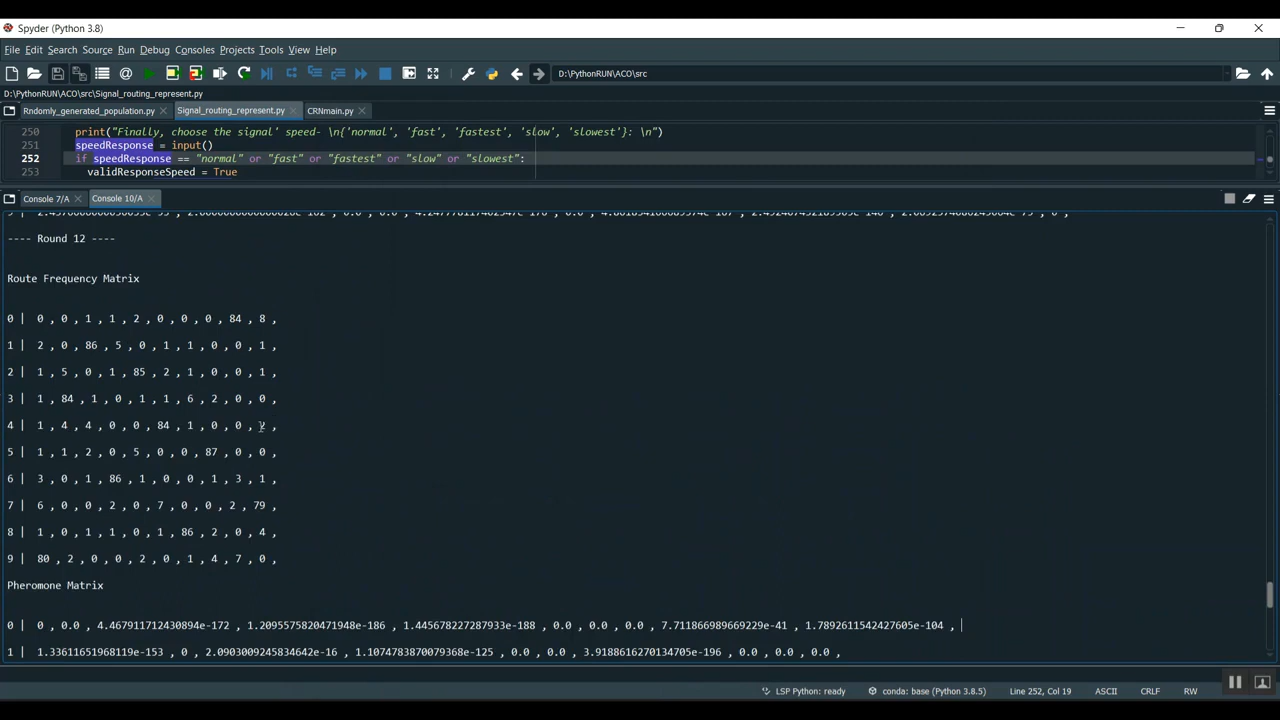 Spyder (Python 3.8)
File Edit Search Source Run Debug Consoles Projects Tools View Help
D:\PythonRUN\ACO\src
D:\PythonRUN\ACO\src\Signal_routing_represent.py
Rndomly_generated_population.py Signal_routing_represent.py CRNmain.py
250 print("Finally, choose the signal' speed- \n{'normal', 'fast', 'fastest', 'slow', 'slowest'}: \n")
251 speedResponse = input()
252 if speedResponse == "normal" or "fast" or "fastest" or "slow" or "slowest":
253 validResponseSpeed = True
Console 7/A Console 10/A
---- Round 12 ----
Route Frequency Matrix
0 | 0 , 0 , 1 , 1 , 2 , 0 , 0 , 0 , 84 , 8 ,
1 | 2 , 0 , 86 , 5 , 0 , 1 , 1 , 0 , 0 , 1 ,
2 | 1 , 5 , 0 , 1 , 85 , 2 , 1 , 0 , 0 , 1 ,
3 | 1 , 84 , 1 , 0 , 1 , 1 , 6 , 2 , 0 , 0 ,
4 | 1 , 4 , 4 , 0 , 0 , 84 , 1 , 0 , 0 , 2 ,
5 | 1 , 1 , 2 , 0 , 5 , 0 , 0 , 87 , 0 , 0 ,
6 | 3 , 0 , 1 , 86 , 1 , 0 , 0 , 1 , 3 , 1 ,
7 | 6 , 0 , 0 , 2 , 0 , 7 , 0 , 0 , 2 , 79 ,
8 | 1 , 0 , 1 , 1 , 0 , 1 , 86 , 2 , 0 , 4 ,
9 | 80 , 2 , 0 , 0 , 2 , 0 , 1 , 4 , 7 , 0 ,
Pheromone Matrix
0 | 0 , 0.0 , 4.467911712430894e-172 , 1.2095575820471948e-186 , 1.445678227287933e-188 , 0.0 , 0.0 , 0.0 , 7.711866989669229e-41 , 1.7892611542427605e-104 ,
1 | 1.33611651968119e-153 , 0 , 2.0903009245834642e-16 , 1.1074783870079368e-125 , 0.0 , 0.0 , 3.9188616270134705e-196 , 0.0 , 0.0 , 0.0 ,
LSP Python: ready conda: base (Python 3.8.5) Line 252, Col 19 ASCII CRLF RW